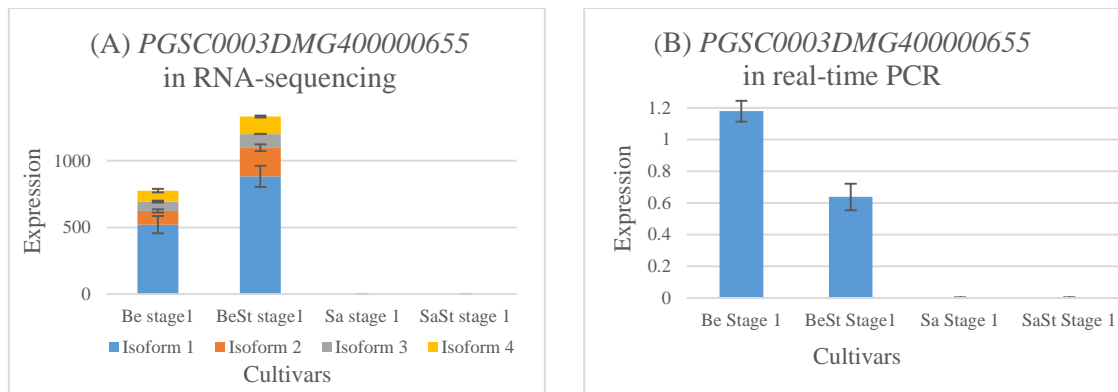 (A) PGSC0003DMG400000655
in RNA-sequencing
Expression
1000
500
0
Be stage1 BeSt stage1 Sa stage 1 SaSt stage 1
Isoform 1 Isoform 2 Isoform 3 Isoform 4
Cultivars
(B) PGSC0003DMG400000655
in real-time PCR
Expression
1.2
1
0.8
0.6
0.4
0.2
0
Be Stage 1 BeSt Stage1 Sa Stage 1 SaSt Stage 1
Cultivars